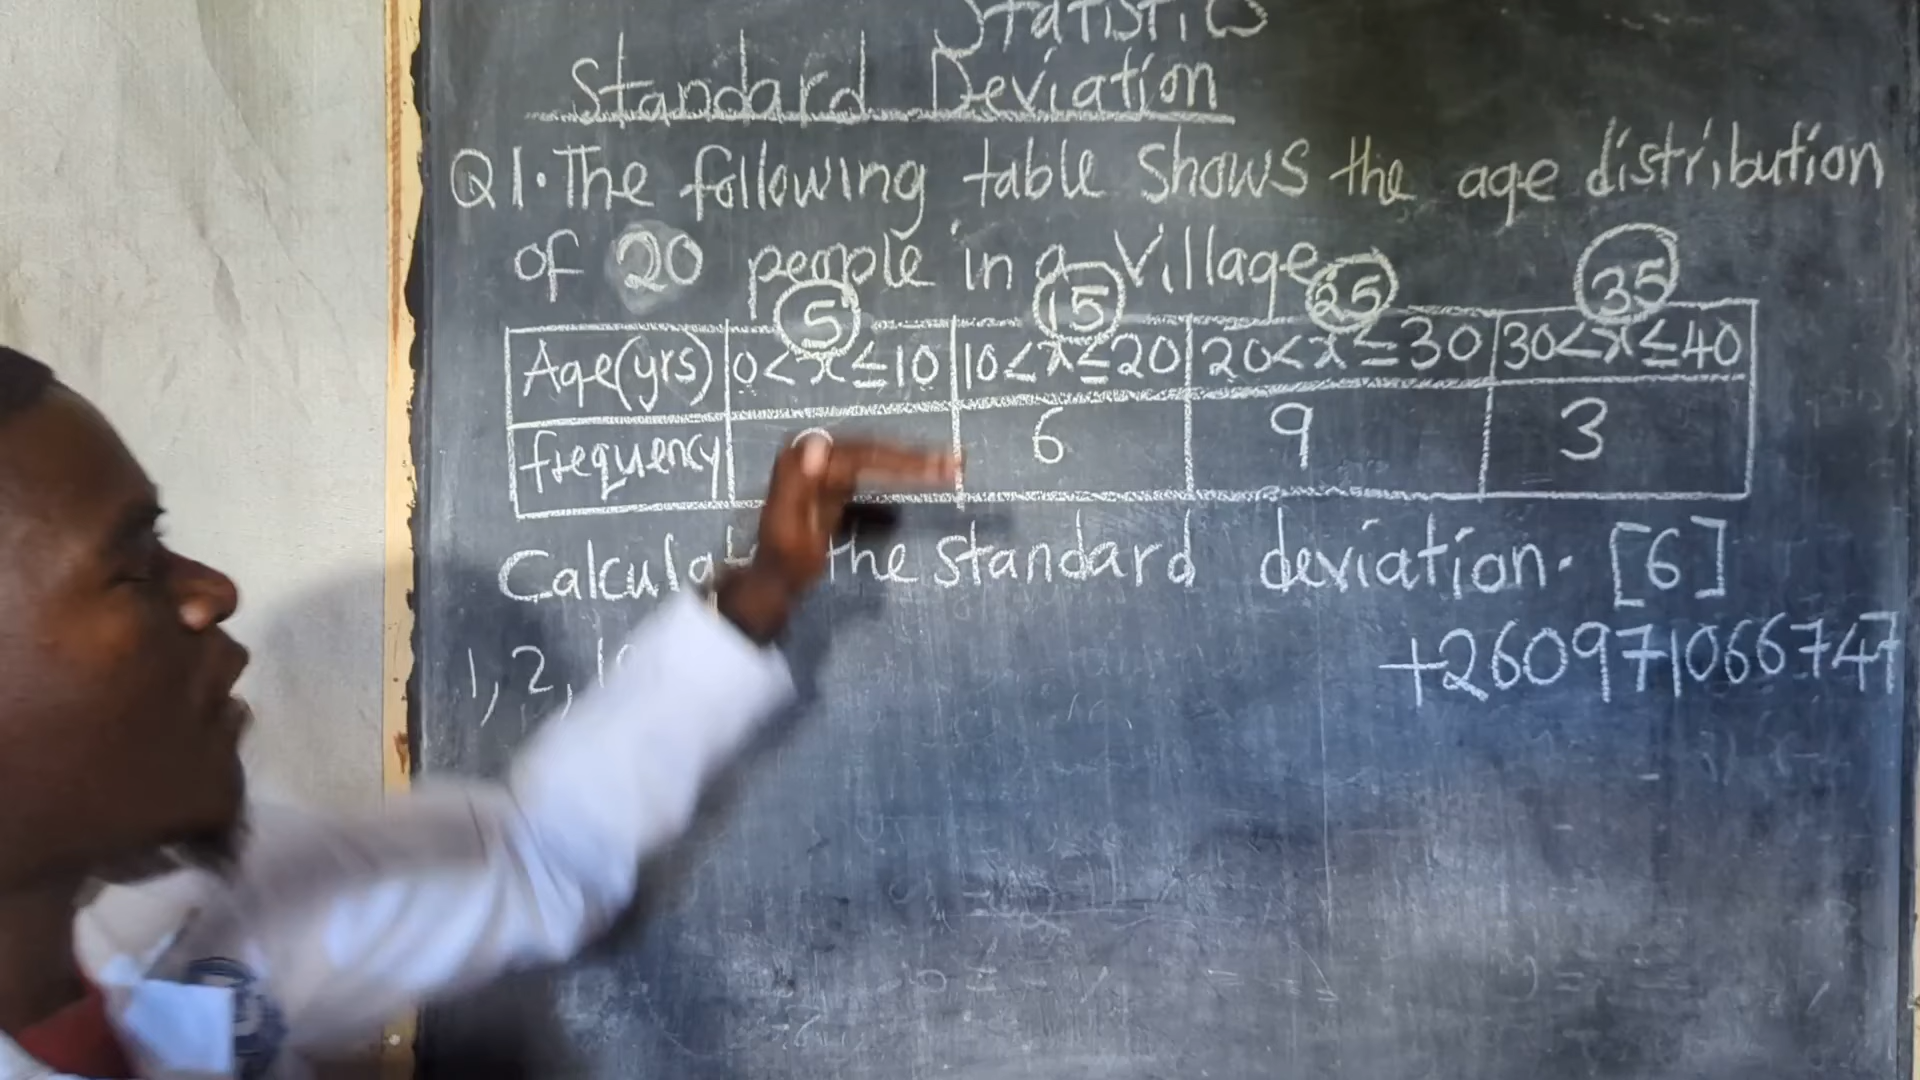 Statistics
Standard Deviation
Q1. The following table shows the age distribution
of 20 people in a village
5 15 25 35
Age(yrs) 0<x≤10 10<x≤20 20<x≤30 30<x≤40
frequency 6 9 3
Calculate the standard deviation. [6]
1, 2,
+260971066747